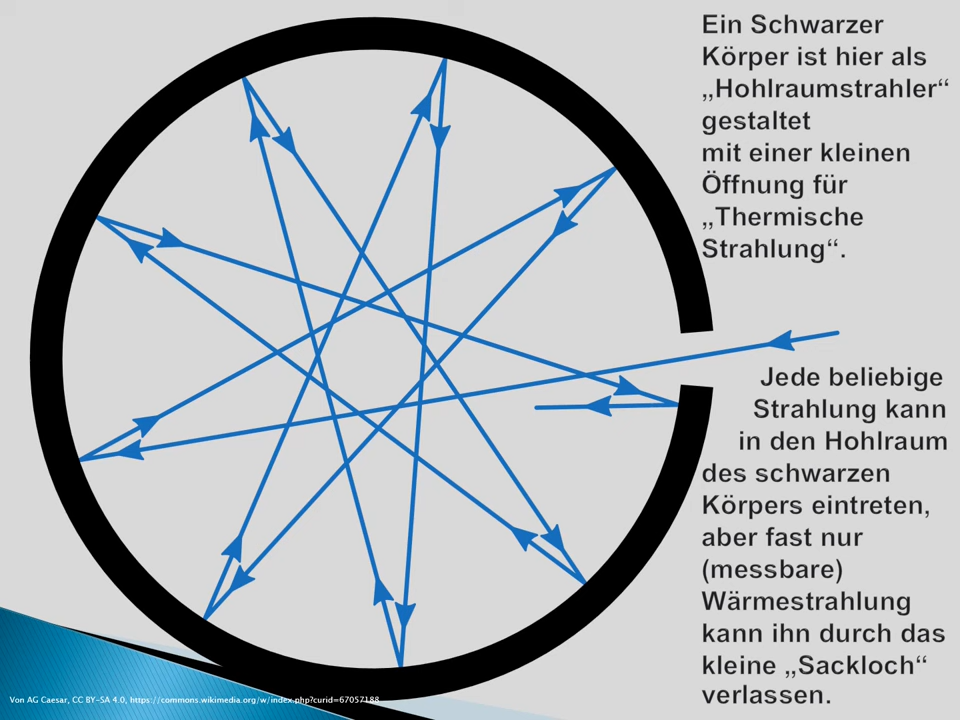 Ein Schwarzer
Körper ist hier als
„Hohlraumstrahler“
gestaltet
mit einer kleinen
Öffnung für
„Thermische
Strahlung“.
Jede beliebige
Strahlung kann
in den Hohlraum
des schwarzen
Körpers eintreten,
aber fast nur
(messbare)
Wärmestrahlung
kann ihn durch das
kleine „Sackloch“
verlassen.
Von AG Caesar, CC BY-SA 4.0, https://commons.wikimedia.org/w/index.php?curid=67057188